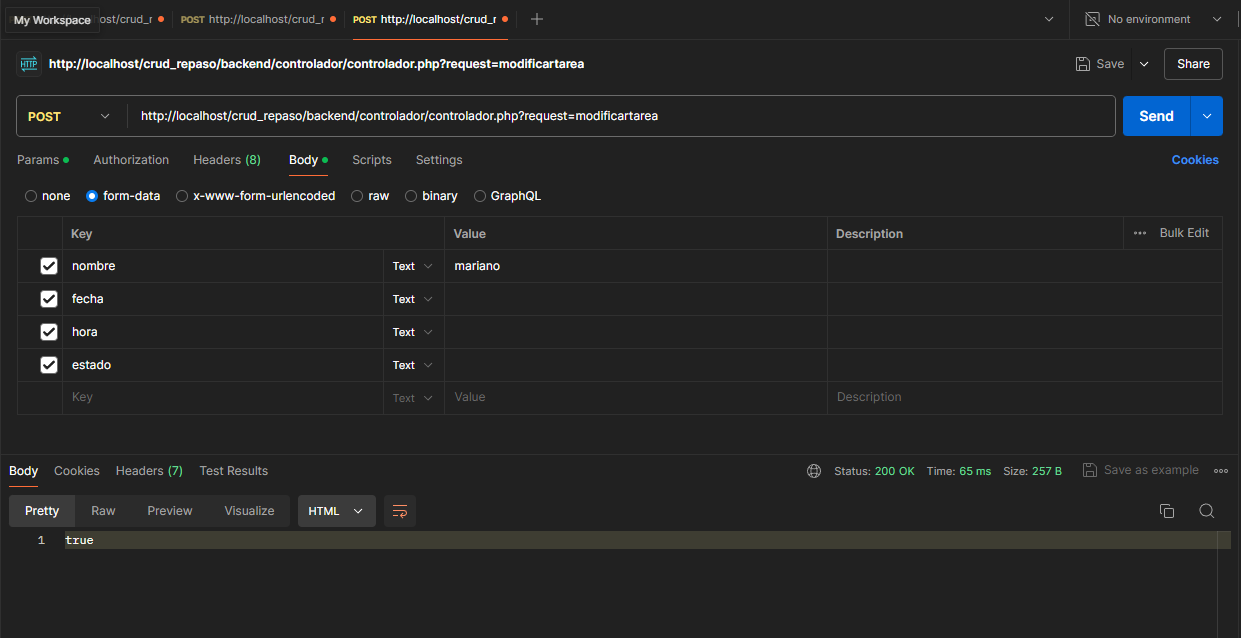 My Workspace ost/crud_r POST http://localhost/crud_r POST http://localhost/crud_r No environment
HTTP http://localhost/crud_repaso/backend/controlador/controlador.php?request=modificartarea Save Share
POST http://localhost/crud_repaso/backend/controlador/controlador.php?request=modificartarea Send
Params Authorization Headers (8) Body Scripts Settings Cookies
none form-data x-www-form-urlencoded raw binary GraphQL
Key Value Description Bulk Edit
nombre Text mariano
fecha Text
hora Text
estado Text
Key Text Value Description
Body Cookies Headers (7) Test Results Status: 200 OK Time: 65 ms Size: 257 B Save as example
Pretty Raw Preview Visualize HTML
1 true